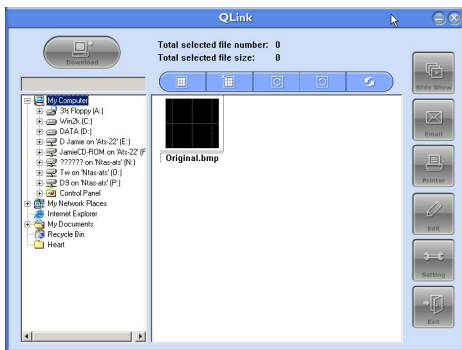 QLink
Download
Total selected file number: 0
Total selected file size: 0
My Computer
3½ Floppy (A:)
Win2k (C:)
DATA (D:)
D Jamie on 'Ats-22' (E:)
JamieCD-ROM on 'Ats-22' (F
?????? on 'Ntas-ats' (N:)
Tw on 'Ntas-ats' (O:)
D9 on 'Ntas-ats' (P:)
Control Panel
My Network Places
Internet Explorer
My Documents
Recycle Bin
Heart
Original.bmp
Slide Show
Email
Printer
Edit
Setting
Exit